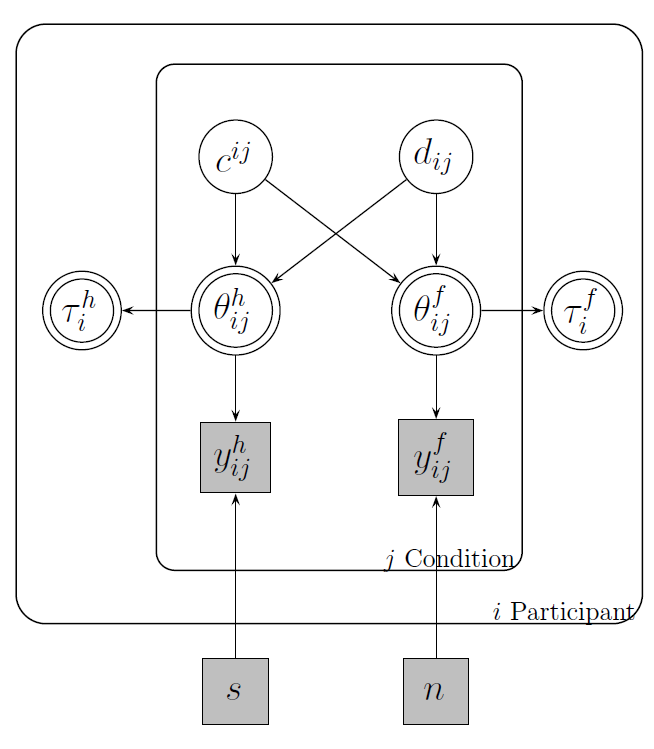 c^{ij} d_{ij}
τ_i^h θ_{ij}^h θ_{ij}^f τ_i^f
y_{ij}^h y_{ij}^f
j Condition
i Participant
s n